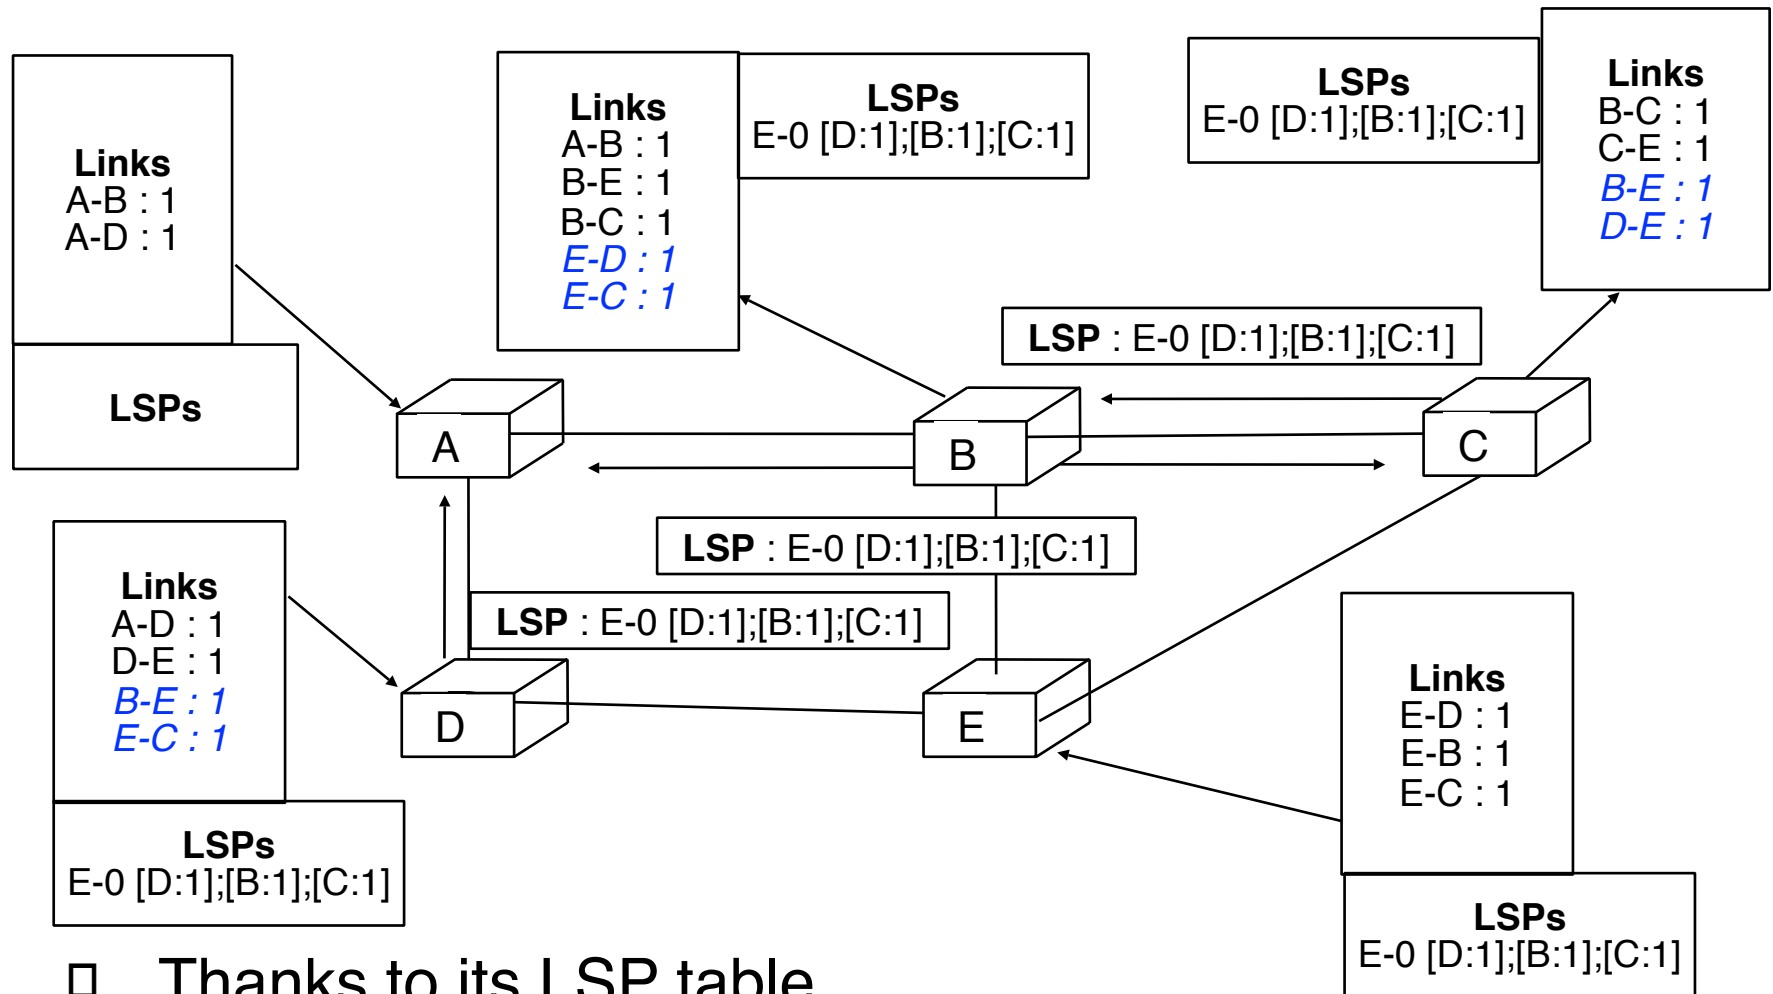 Links
A-B : 1
A-D : 1
LSPs
Links
A-B : 1
B-E : 1
B-C : 1
E-D : 1
E-C : 1
LSPs
E-0 [D:1];[B:1];[C:1]
LSPs
E-0 [D:1];[B:1];[C:1]
Links
B-C : 1
C-E : 1
B-E : 1
D-E : 1
LSP : E-0 [D:1];[B:1];[C:1]
A
B
C
LSP : E-0 [D:1];[B:1];[C:1]
LSP : E-0 [D:1];[B:1];[C:1]
Links
A-D : 1
D-E : 1
B-E : 1
E-C : 1
LSPs
E-0 [D:1];[B:1];[C:1]
D
E
Links
E-D : 1
E-B : 1
E-C : 1
LSPs
E-0 [D:1];[B:1];[C:1]
Thanks to its LSP table